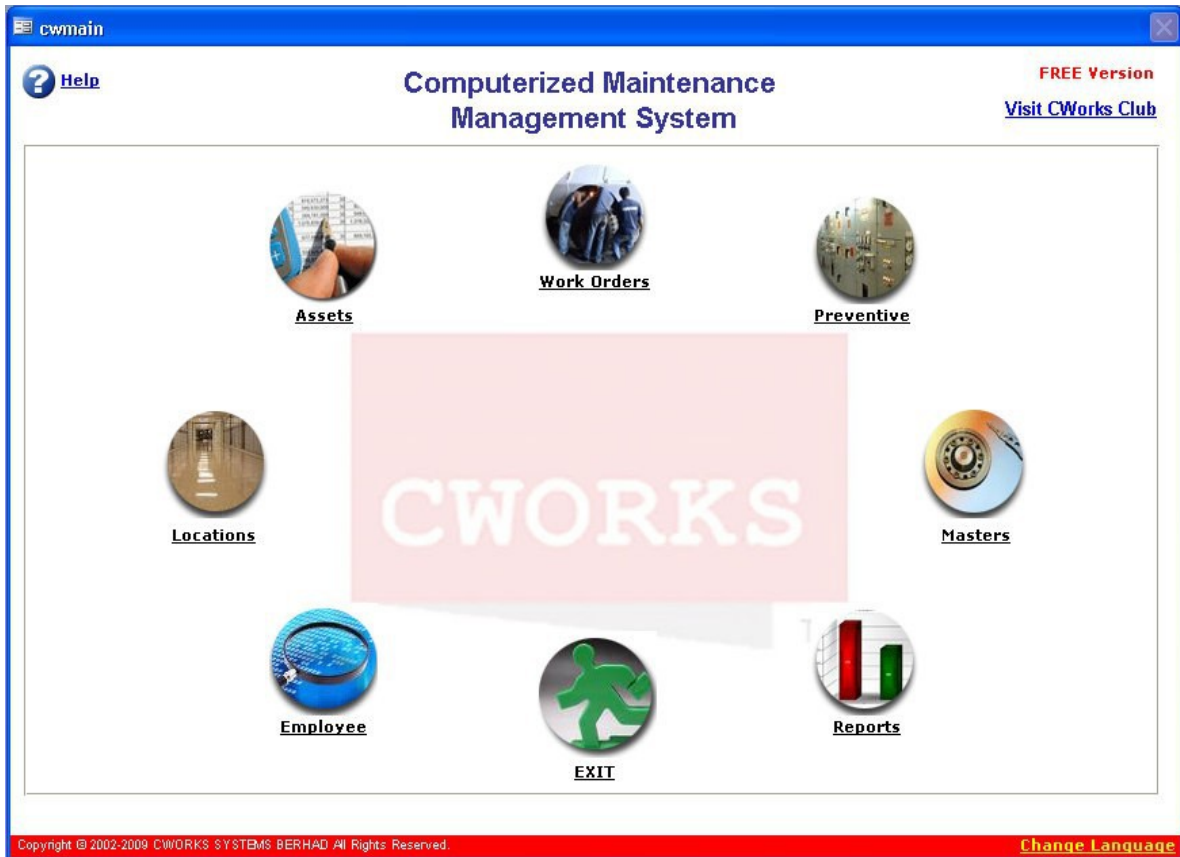 cwmain
Help
Computerized Maintenance
Management System
FREE Version
Visit CWorks Club
Work Orders
Assets
Preventive
CWORKS
Locations
Masters
T
Employee
Reports
EXIT
Copyright © 2002-2009 CWORKS SYSTEMS BERHAD All Rights Reserved.
Change Language